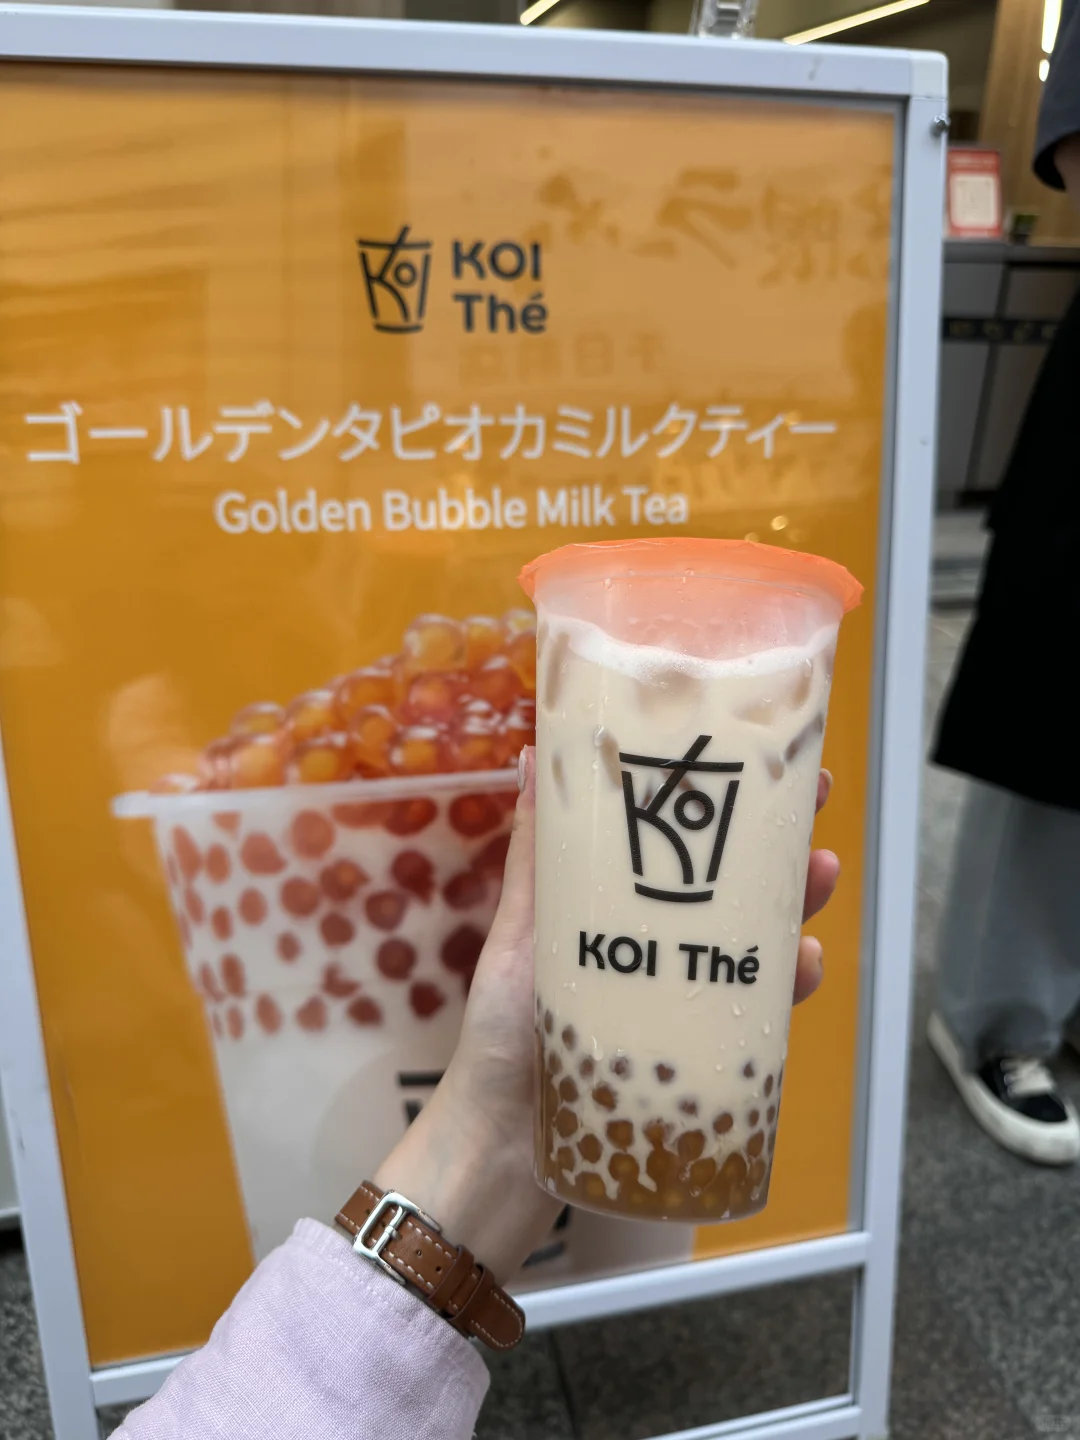 KOI
Thé
ゴールデンタピオカミルクティー
Golden Bubble Milk Tea
KOI
KOI Thé